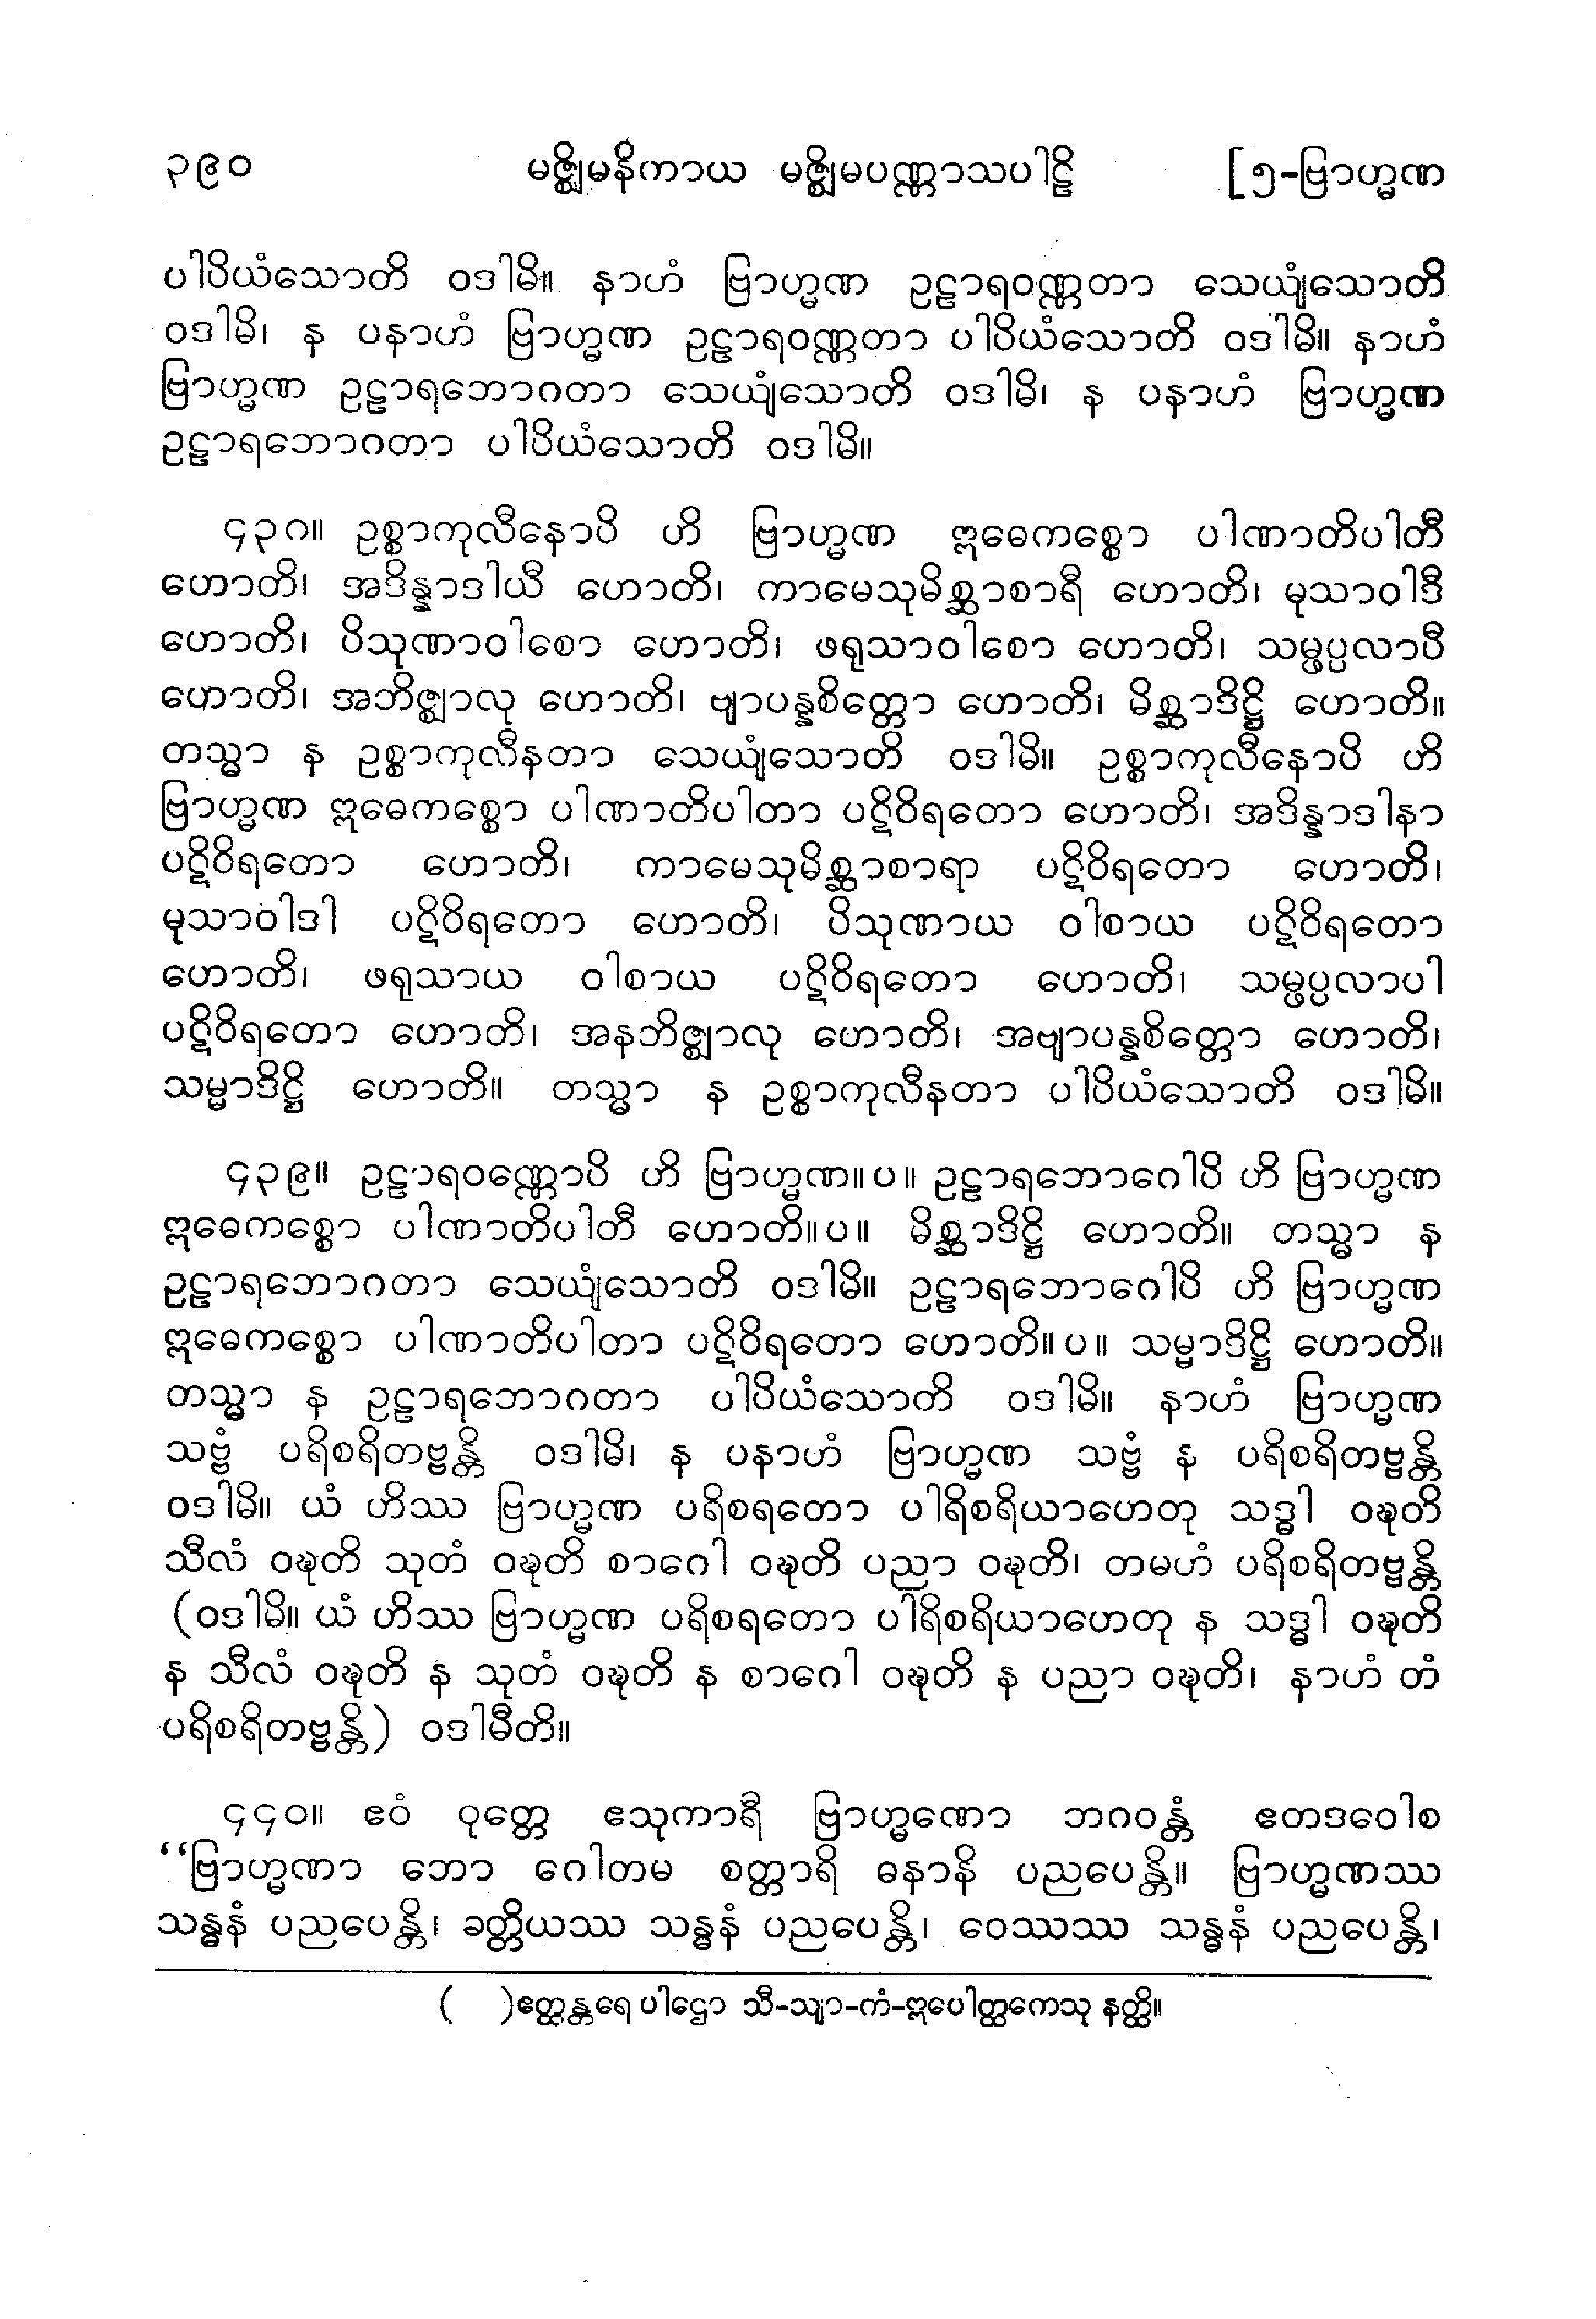 ၃၉၀ မဇ္ဈိမနိကာယ မဇ္ဈိမပဏ္ဏာသပါဠိ [၅-ဗြာဟ္မဏ
ပါပိယံသောတိ ဝဒါမိ။ နာဟံ ဗြာဟ္မဏ ဥဠာရဝဏ္ဏတာ သေယျံသောတိ
ဝဒါမိ၊ န ပနာဟံ ဗြာဟ္မဏ ဥဠာရဝဏ္ဏတာ ပါပိယံသောတိ ဝဒါမိ။ နာဟံ
ဗြာဟ္မဏ ဥဠာရဘောဂတာ သေယျံသောတိ ဝဒါမိ၊ န ပနာဟံ ဗြာဟ္မဏ
ဥဠာရဘောဂတာ ပါပိယံသောတိ ဝဒါမိ။
၄၃၈။ ဥစ္စာကုလီနောပိ ဟိ ဗြာဟ္မဏ ဣဓေကစ္စော ပါဏာတိပါတီ
ဟောတိ၊ အဒိန္နာဒါယီ ဟောတိ၊ ကာမေသုမိစ္ဆာစာရီ ဟောတိ၊ မုသာဝါဒီ
ဟောတိ၊ ပိသုဏာဝါစော ဟောတိ၊ ဖရုသာဝါစော ဟောတိ၊ သမ္ဖပ္ပလာပီ
ဟောတိ၊ အဘိဇ္ဈာလု ဟောတိ၊ ဗျာပန္နစိတ္တော ဟောတိ၊ မိစ္ဆာဒိဋ္ဌိ ဟောတိ။
တသ္မာ န ဥစ္စာကုလီနတာ သေယျံသောတိ ဝဒါမိ။ ဥစ္စာကုလီနောပိ ဟိ
ဗြာဟ္မဏ ဣဓေကစ္စော ပါဏာတိပါတာ ပဋိဝိရတော ဟောတိ၊ အဒိန္နာဒါနာ
ပဋိဝိရတော ဟောတိ၊ ကာမေသုမိစ္ဆာစာရာ ပဋိဝိရတော ဟောတိ၊
မုသာဝါဒါ ပဋိဝိရတော ဟောတိ၊ ပိသုဏာယ ဝါစာယ ပဋိဝိရတော
ဟောတိ၊ ဖရုသာယ ဝါစာယ ပဋိဝိရတော ဟောတိ၊ သမ္ဖပ္ပလာပါ
ပဋိဝိရတော ဟောတိ၊ အနဘိဇ္ဈာလု ဟောတိ၊ အဗျာပန္နစိတ္တော ဟောတိ၊
သမ္မာဒိဋ္ဌိ ဟောတိ။ တသ္မာ န ဥစ္စာကုလီနတာ ပါပိယံသောတိ ဝဒါမိ။
၄၃၉။ ဥဠာရဝဏ္ဏောပိ ဟိ ဗြာဟ္မဏ။ပ။ ဥဠာရဘောဂေါပိ ဟိ ဗြာဟ္မဏ
ဣဓေကစ္စော ပါဏာတိပါတီ ဟောတိ။ပ။ မိစ္ဆာဒိဋ္ဌိ ဟောတိ။ တသ္မာ န
ဥဠာရဘောဂတာ သေယျံသောတိ ဝဒါမိ။ ဥဠာရဘောဂေါပိ ဟိ ဗြာဟ္မဏ
ဣဓေကစ္စော ပါဏာတိပါတာ ပဋိဝိရတော ဟောတိ။ပ။ သမ္မာဒိဋ္ဌိ ဟောတိ။
တသ္မာ န ဥဠာရဘောဂတာ ပါပိယံသောတိ ဝဒါမိ။ နာဟံ ဗြာဟ္မဏ
သဗ္ဗံ ပရိစရိတဗ္ဗန္တိ ဝဒါမိ၊ န ပနာဟံ ဗြာဟ္မဏ သဗ္ဗံ န ပရိစရိတဗ္ဗန္တိ
ဝဒါမိ။ ယံ ဟိဿ ဗြာဟ္မဏ ပရိစရတော ပါရိစရိယာဟေတု သဒ္ဓါ ဝဍ္ဎတိ
သီလံ ဝဍ္ဎတိ သုတံ ဝဍ္ဎတိ စာဂေါ ဝဍ္ဎတိ ပညာ ဝဍ္ဎတိ၊ တမဟံ ပရိစရိတဗ္ဗန္တိ
(ဝဒါမိ။ ယံ ဟိဿ ဗြာဟ္မဏ ပရိစရတော ပါရိစရိယာဟေတု န သဒ္ဓါ ဝဍ္ဎတိ
န သီလံ ဝဍ္ဎတိ န သုတံ ဝဍ္ဎတိ န စာဂေါ ဝဍ္ဎတိ န ပညာ ဝဍ္ဎတိ၊ နာဟံ တံ
ပရိစရိတဗ္ဗန္တိ) ဝဒါမီတိ။
၄၄၀။ ဧဝံ ဝုတ္တေ ဧသုကာရီ ဗြာဟ္မဏော ဘဂဝန္တံ ဧတဒဝေါစ
“ဗြာဟ္မဏာ ဘော ဂေါတမ စတ္တာရိ ဓနာနိ ပညပေန္တိ။ ဗြာဟ္မဏဿ
သန္ဓနံ ပညပေန္တိ၊ ခတ္တိယဿ သန္ဓနံ ပညပေန္တိ၊ ဝေဿဿ သန္ဓနံ ပညပေန္တိ၊
( )ဧတ္ထန္တရေ ပါဌော သီ-သျာ-ကံ-ဣပေါတ္ထကေသု နတ္ထိ။